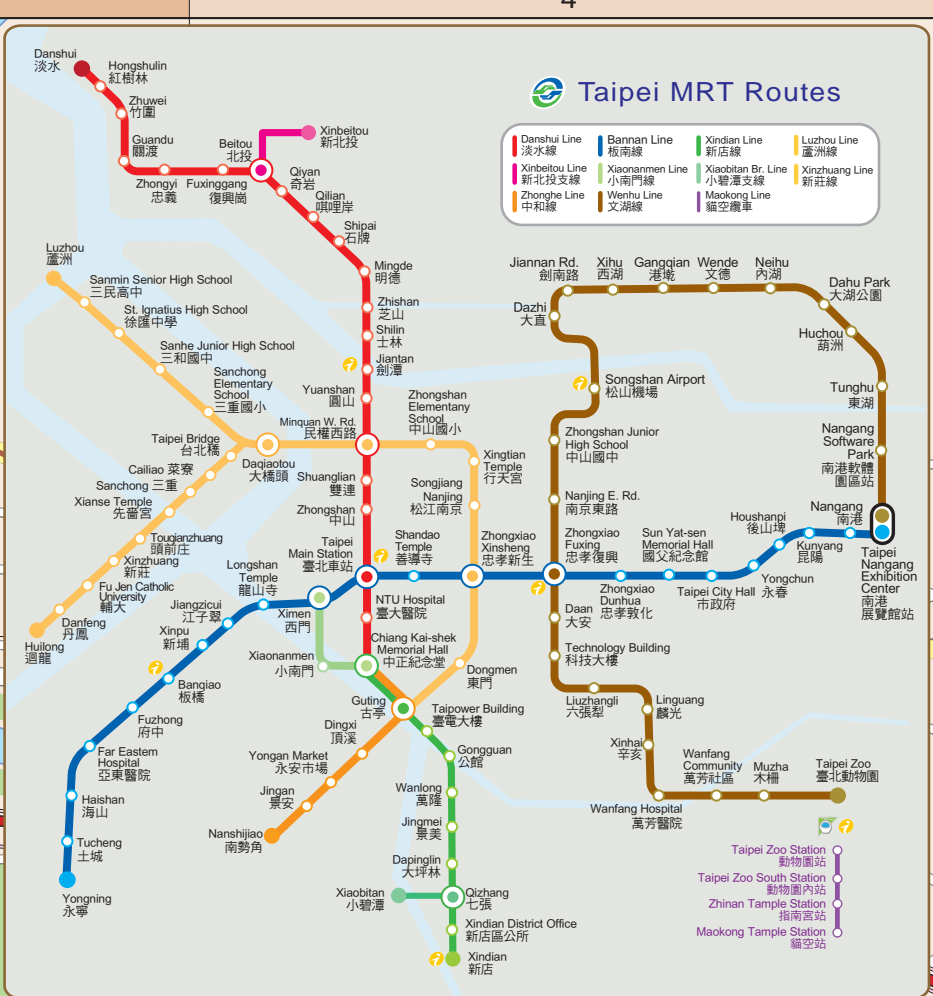 4
Taipei MRT Routes
Danshui Line
淡水線
Bannan Line
板南線
Xindian Line
新店線
Luzhou Line
蘆洲線
Xinbeitou Line
新北投支線
Xiaonanmen Line
小南門線
Xiaobitan Br. Line
小碧潭支線
Xinzhuang Line
新莊線
Zhonghe Line
中和線
Wenhu Line
文湖線
Maokong Line
貓空纜車
Danshui
淡水
Hongshulin
紅樹林
Zhuwei
竹圍
Guandu
關渡
Zhongyi
忠義
Fuxinggang
復興崗
Beitou
北投
Xinbeitou
新北投
Qiyan
奇岩
Qilian
唭哩岸
Shipai
石牌
Mingde
明德
Zhishan
芝山
Shilin
士林
Jiantan
劍潭
Yuanshan
圓山
Minquan W. Rd.
民權西路
Shuanglian
雙連
Zhongshan
中山
Taipei
Main Station
臺北車站
NTU Hospital
臺大醫院
Chiang Kai-shek
Memorial Hall
中正紀念堂
Luzhou
蘆洲
Sanmin Senior High School
三民高中
St. Ignatius High School
徐匯中學
Sanhe Junior High School
三和國中
Sanchong
Elementary
School
三重國小
Taipei Bridge
台北橋
Daqiaotou
大橋頭
Cailiao 菜寮
Sanchong 三重
Xianse Temple
先嗇宮
Touqianzhuang
頭前庄
Xinzhuang
新莊
Fu Jen Catholic
University
輔大
Danfeng
丹鳳
Huilong
迴龍
Zhongshan
Elementary
School
中山國小
Xingtian
Temple
行天宮
Songjiang
Nanjing
松江南京
Zhongxiao
Xinsheng
忠孝新生
Dongmen
東門
Shandao
Temple
善導寺
Longshan
Temple
龍山寺
Ximen
西門
Xiaonanmen
小南門
Jiangzicui
江子翠
Xinpu
新埔
Banqiao
板橋
Fuzhong
府中
Far Eastern
Hospital
亞東醫院
Haishan
海山
Tucheng
土城
Yongning
永寧
Guting
古亭
Dingxi
頂溪
Yongan Market
永安市場
Jingan
景安
Nanshijiao
南勢角
Taipower Building
臺電大樓
Gongguan
公館
Wanlong
萬隆
Jingmei
景美
Dapinglin
大坪林
Xiaobitan
小碧潭
Qizhang
七張
Xindian District Office
新店區公所
Xindian
新店
Jiannan Rd.
劍南路
Xihu
西湖
Gangqian
港墘
Wende
文德
Neihu
內湖
Dahu Park
大湖公園
Huchou
葫洲
Tunghu
東湖
Nangang
Software
Park
南港軟體
園區站
Nangang
南港
Taipei
Nangang
Exhibition
Center
南港
展覽館站
Dazhi
大直
Songshan Airport
松山機場
Zhongshan Junior
High School
中山國中
Nanjing E. Rd.
南京東路
Zhongxiao
Fuxing
忠孝復興
Zhongxiao
Dunhua
忠孝敦化
Sun Yat-sen
Memorial Hall
國父紀念館
Taipei City Hall
市政府
Yongchun
永春
Houshanpi
後山埤
Kunyang
昆陽
Daan
大安
Technology Building
科技大樓
Liuzhangli
六張犁
Linguang
麟光
Xinhai
辛亥
Wanfang Hospital
萬芳醫院
Wanfang
Community
萬芳社區
Muzha
木柵
Taipei Zoo
臺北動物園
Taipei Zoo Station
動物園站
Taipei Zoo South Station
動物園內站
Zhinan Tample Station
指南宮站
Maokong Tample Station
貓空站